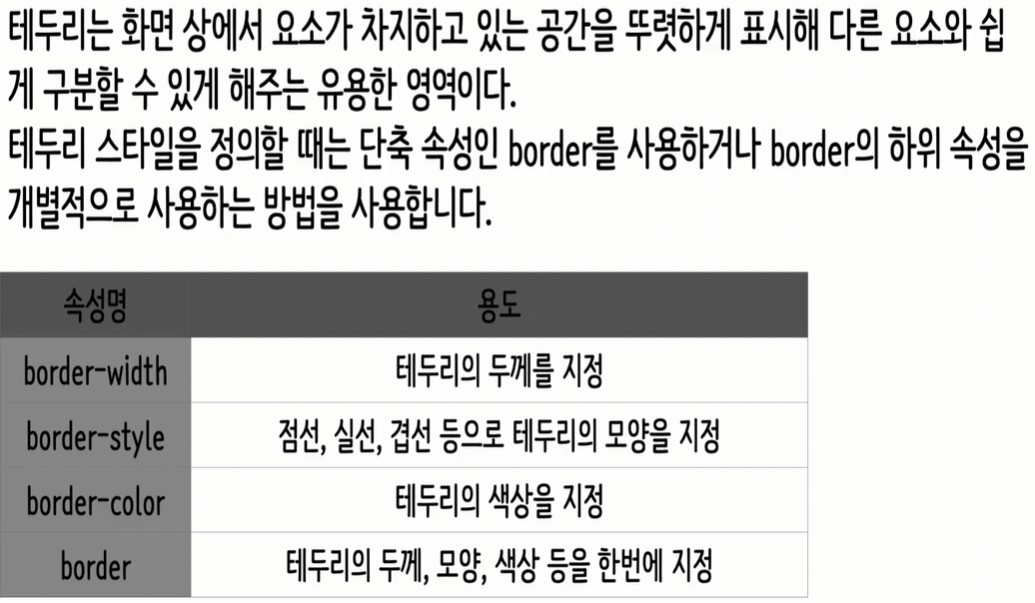 테두리는 화면 상에서 요소가 차지하고 있는 공간을 뚜렷하게 표시해 다른 요소와 쉽
게 구분할 수 있게 해주는 유용한 영역이다.
테두리 스타일을 정의할 때는 단축 속성인 border를 사용하거나 border의 하위 속성을
개별적으로 사용하는 방법을 사용합니다.
속성명 용도
border-width 테두리의 두께를 지정
border-style 점선, 실선, 겹선 등으로 테두리의 모양을 지정
border-color 테두리의 색상을 지정
border 테두리의 두께, 모양, 색상 등을 한번에 지정